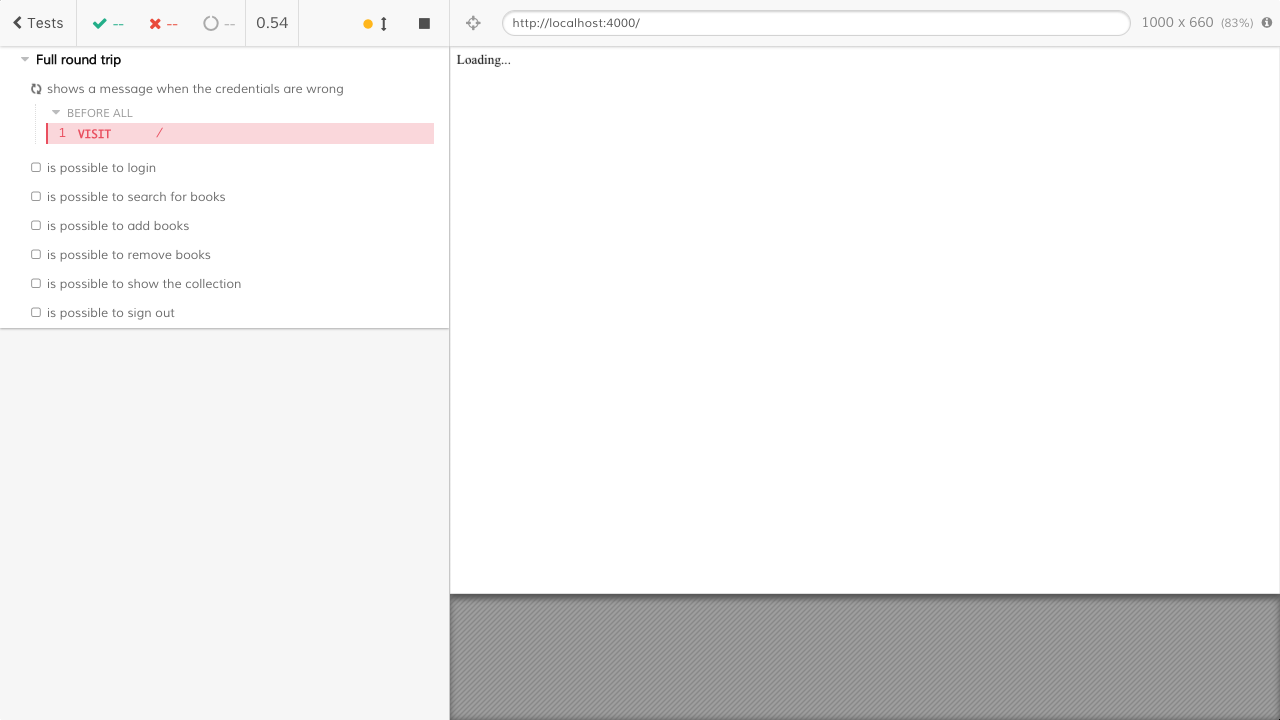 Tests -- -- -- 0.54
http://localhost:4000/ 1000 x 660 (83%)
Full round trip
shows a message when the credentials are wrong
BEFORE ALL
1 VISIT /
is possible to login
is possible to search for books
is possible to add books
is possible to remove books
is possible to show the collection
is possible to sign out
Loading...